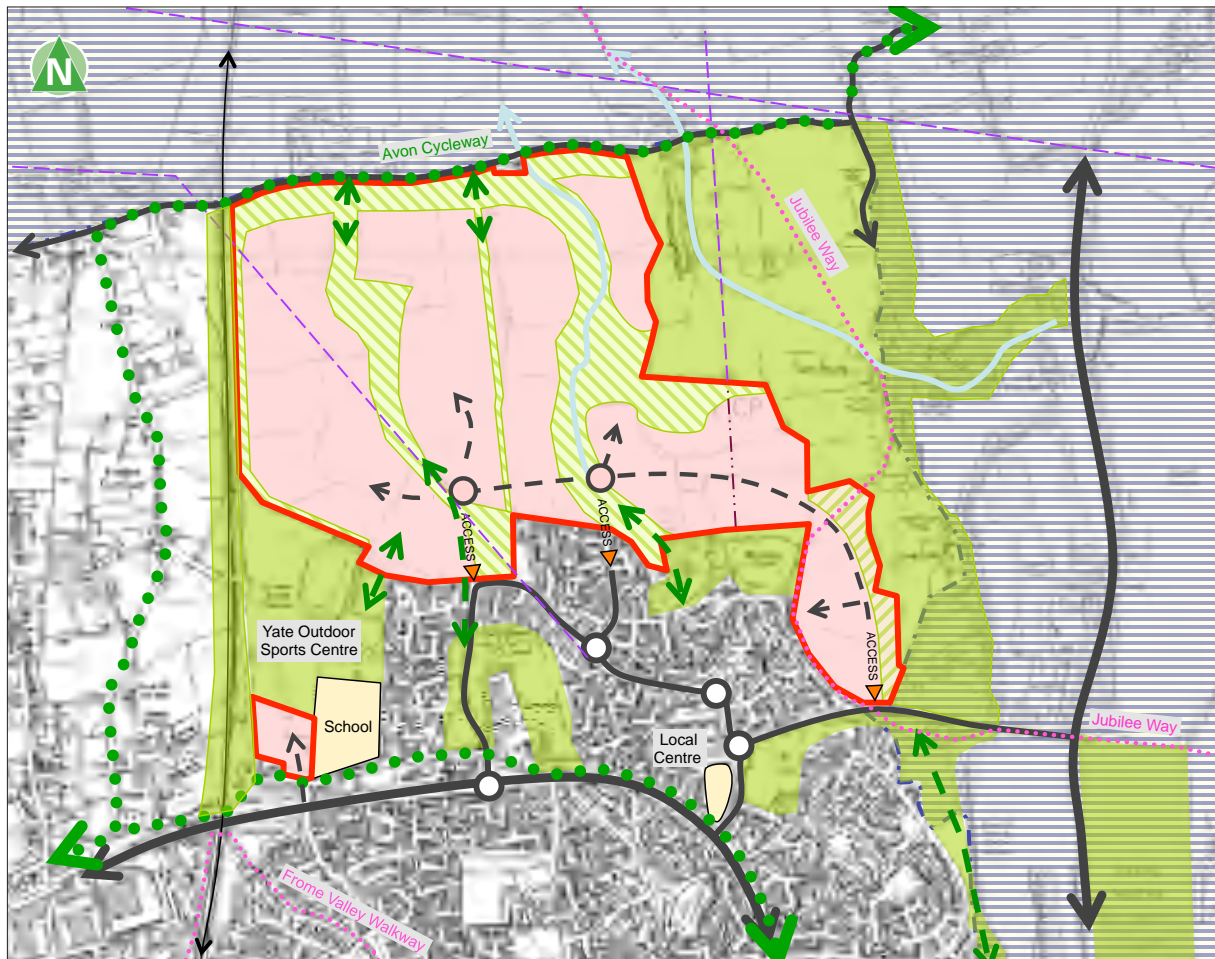 N
Avon Cycleway
Jubilee Way
ACCESS
ACCESS
ACCESS
Yate Outdoor
Sports Centre
School
Local
Centre
Jubilee Way
Frome Valley Walkway